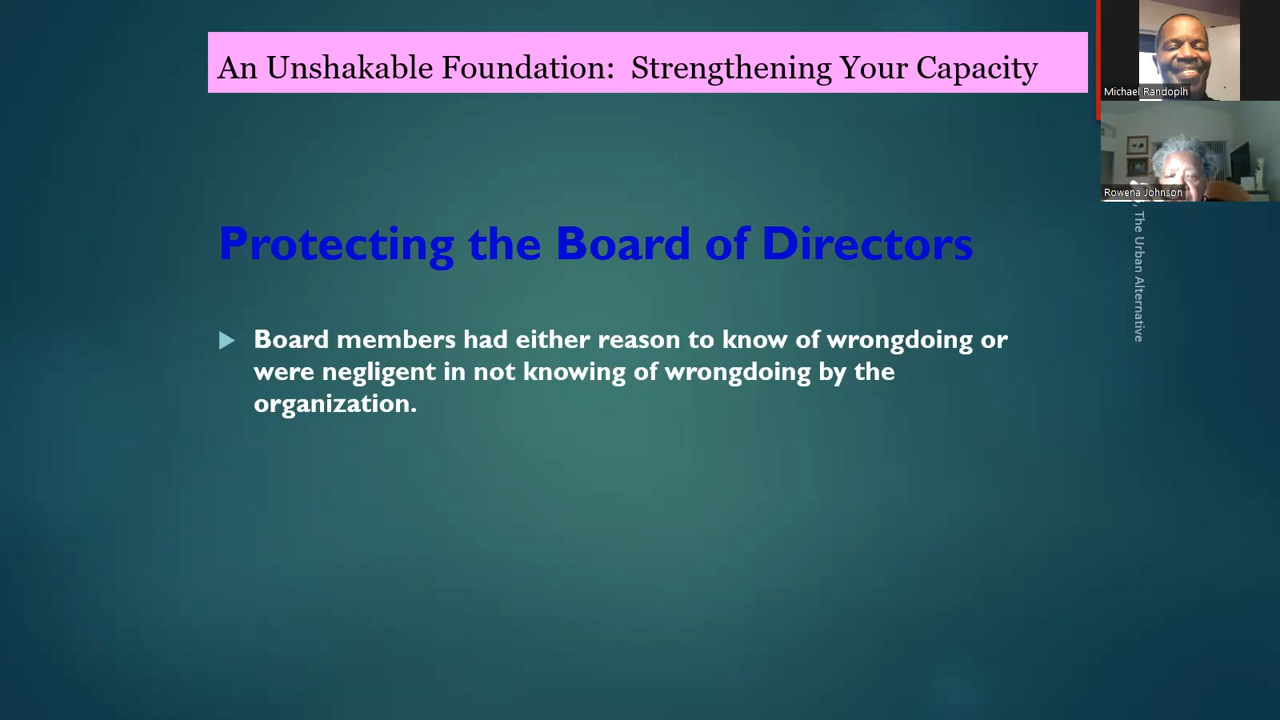 An Unshakable Foundation:  Strengthening Your Capacity
Michael Randoplh
Rowena Johnson
, The Urban Alternative
Protecting the Board of Directors
Board members had either reason to know of wrongdoing or
were negligent in not knowing of wrongdoing by the
organization.